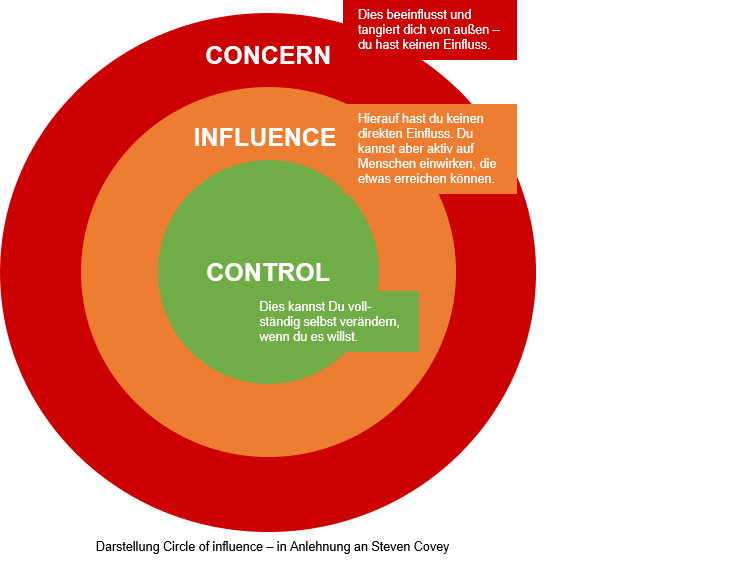 Dies beeinflusst und
tangiert dich von außen –
du hast keinen Einfluss.
CONCERN
Hierauf hast du keinen
direkten Einfluss. Du
kannst aber aktiv auf
Menschen einwirken, die
etwas erreichen können.
INFLUENCE
CONTROL
Dies kannst Du voll-
ständig selbst verändern,
wenn du es willst.
Darstellung Circle of influence – in Anlehnung an Steven Covey